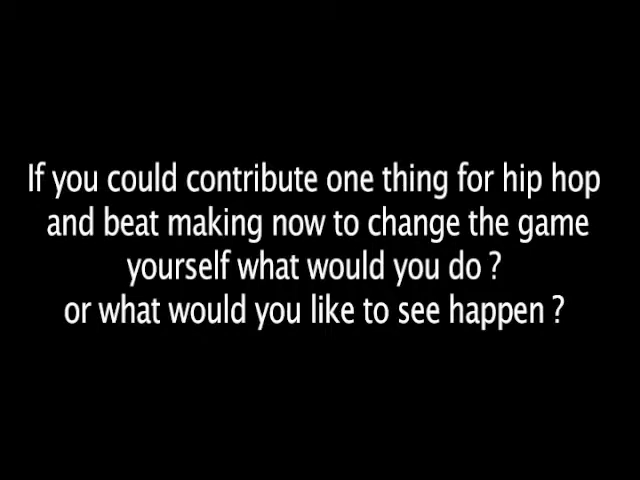 If you could contribute one thing for hip hop
and beat making now to change the game
yourself what would you do ?
or what would you like to see happen ?